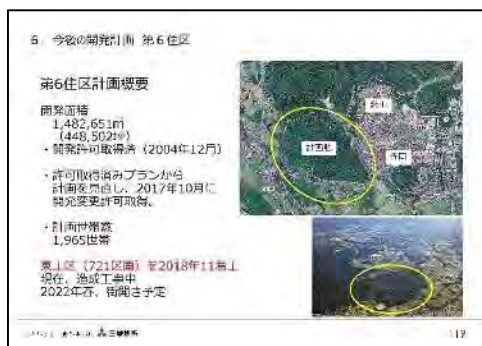 6 今後の開発計画 第6住区
第6住区計画概要
開発面積
1,482,651㎡
(448,502坪)
・開発許可取得済（2004年12月）
・許可取得済みプランから
計画を見直し、2017年10月に
開発変更許可取得。
・計画世帯数
1,965世帯
東工区（721区画）を2018年11着工
現在、造成工事中
2022年春、街開き予定
計画地
三菱地所